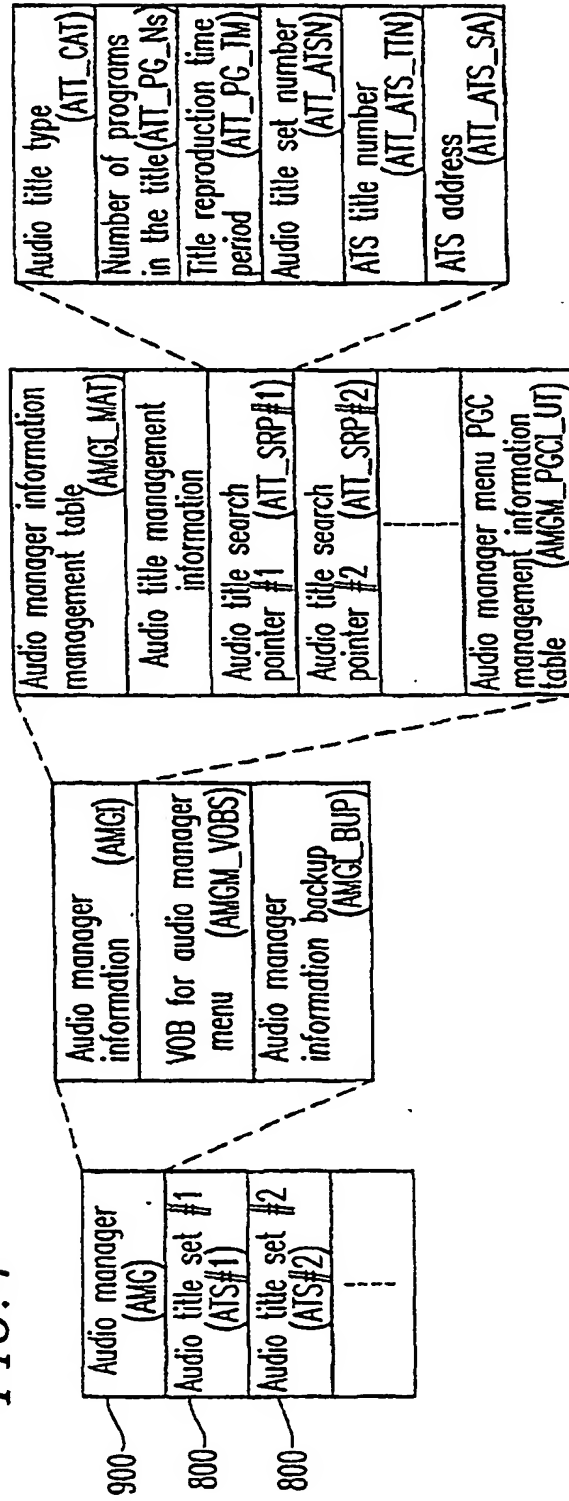 FIG. 7
900
Audio manager
(AMG)
800
Audio title set #1
(ATS#1)
800
Audio title set #2
(ATS#2)
Audio manager
information (AMGI)
VOB for audio manager
menu (AMGM_VOBS)
Audio manager
information backup
(AMGI_BUP)
Audio manager information
management table
(AMGI_MAT)
Audio title management
information
Audio title search
pointer #1 (ATT_SRP#1)
Audio title search
pointer #2 (ATT_SRP#2)
Audio manager menu PGC
management information
table (AMGM_PGCI_UT)
Audio title type
(ATT_CAT)
Number of programs
in the title(ATT_PG_Ns)
Title reproduction time
period (ATT_PG_TM)
Audio title set number
(ATT_ATSN)
ATS title number
(ATT_ATS_TTN)
ATS address
(ATT_ATS_SA)